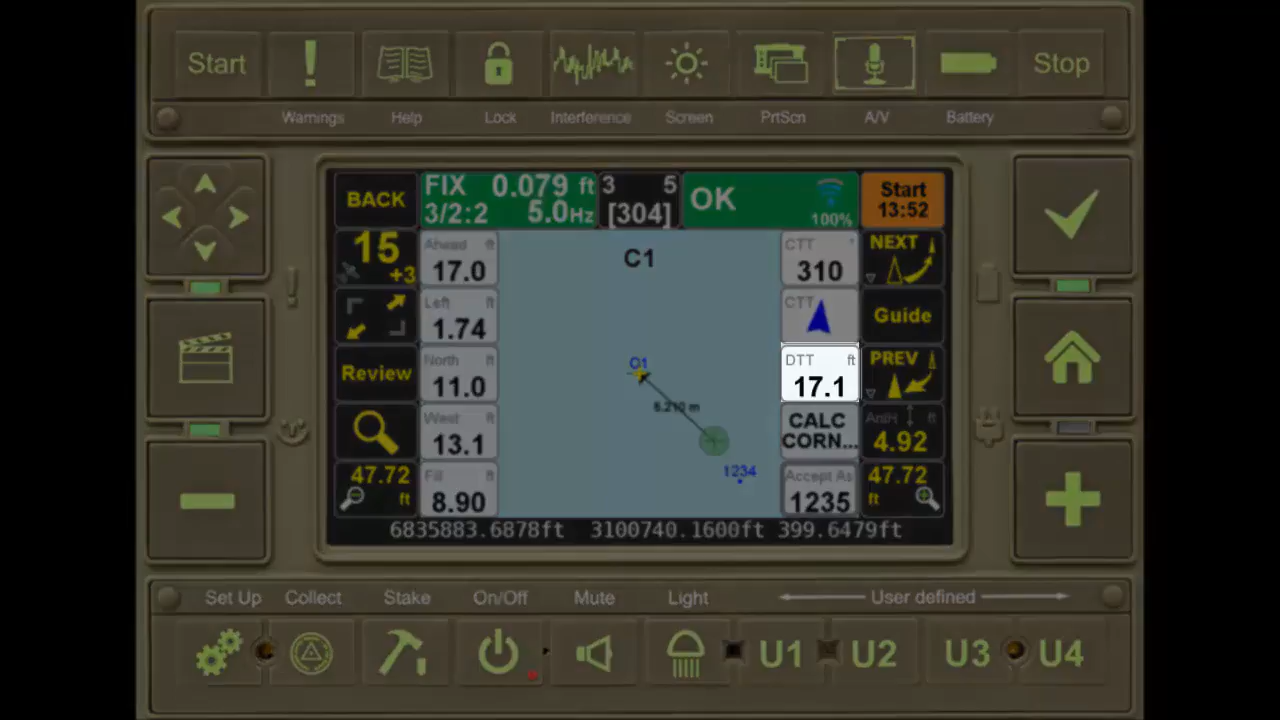 Start
Stop
Warnings
Help
Lock
Interference
Screen
PrtScn
A/V
Battery
BACK
FIX 0.079 ft
3/2:2 5.0Hz
3 5
[304]
OK
100%
Start
13:52
15
+3
Ahead ft
17.0
C1
CTT °
310
NEXT
Left ft
1.74
CTT
Guide
Review
North ft
11.0
C1
6.210 m
DTT ft
17.1
PREV
West ft
13.1
CALC
CORN...
AntH ft
4.92
47.72
ft
Fill ft
8.90
1234
Accept As
1235
47.72
ft
6835883.6878ft 3100740.1600ft 399.6479ft
Set Up
Collect
Stake
On/Off
Mute
Light
User defined
U1
U2
U3
U4